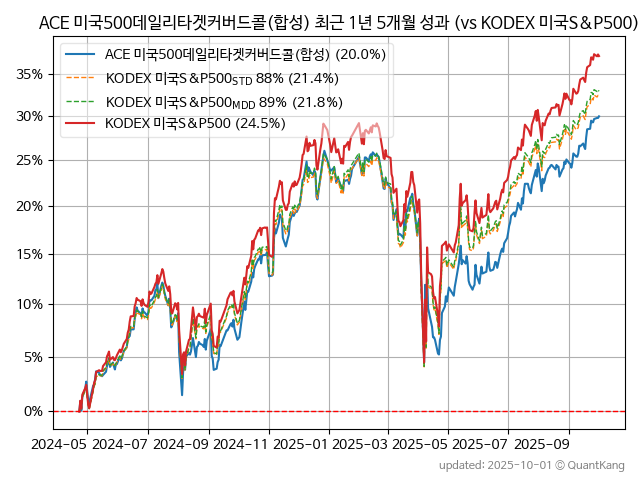 ACE 미국500데일리타겟커버드콜(합성) 최근 1년 5개월 성과 (vs KODEX 미국S&P500)
ACE 미국500데일리타겟커버드콜(합성) (20.0%)
KODEX 미국S&P500STD 88% (21.4%)
KODEX 미국S&P500MDD 89% (21.8%)
KODEX 미국S&P500 (24.5%)
35%
30%
25%
20%
15%
10%
5%
0%
2024-05 2024-07 2024-09 2024-11 2025-01 2025-03 2025-05 2025-07 2025-09
updated: 2025-10-01 © QuantKang